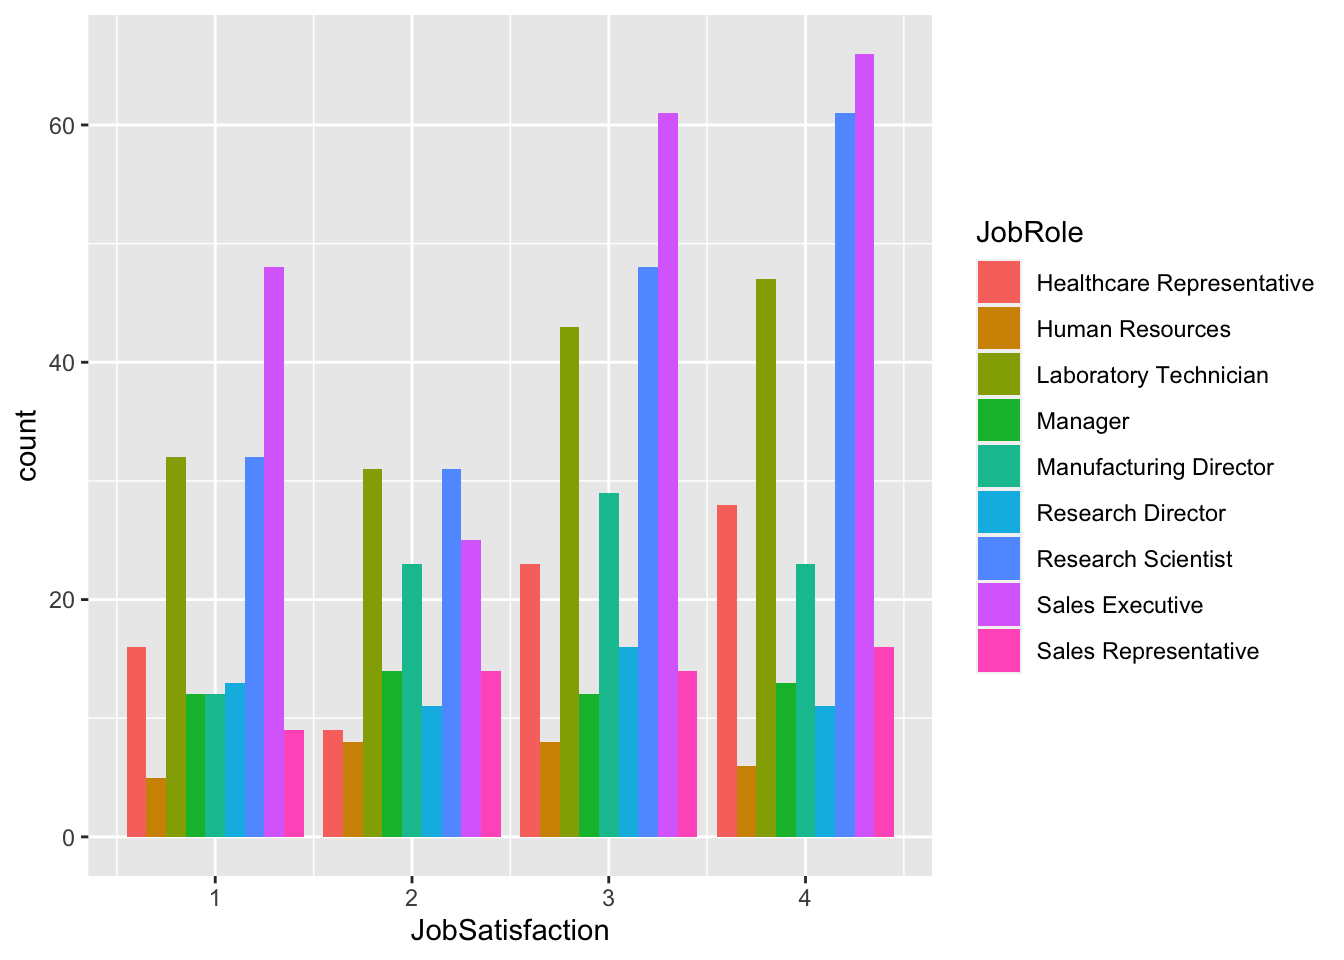 60
40
20
0
count
1 2 3 4
JobSatisfaction
JobRole
Healthcare Representative
Human Resources
Laboratory Technician
Manager
Manufacturing Director
Research Director
Research Scientist
Sales Executive
Sales Representative